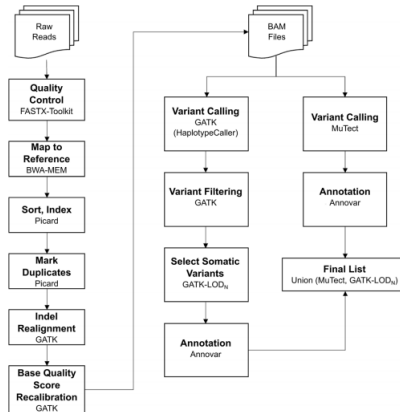 Raw
Reads
Quality
Control
FASTX-Toolkit
Map to
Reference
BWA-MEM
Sort, Index
Picard
Mark
Duplicates
Picard
Indel
Realignment
GATK
Base Quality
Score
Recalibration
GATK
BAM
Files
Variant Calling
GATK
(HaplotypeCaller)
Variant Filtering
GATK
Select Somatic
Variants
GATK-LODN
Annotation
Annovar
Variant Calling
MuTect
Annotation
Annovar
Final List
Union (MuTect, GATK-LODN)